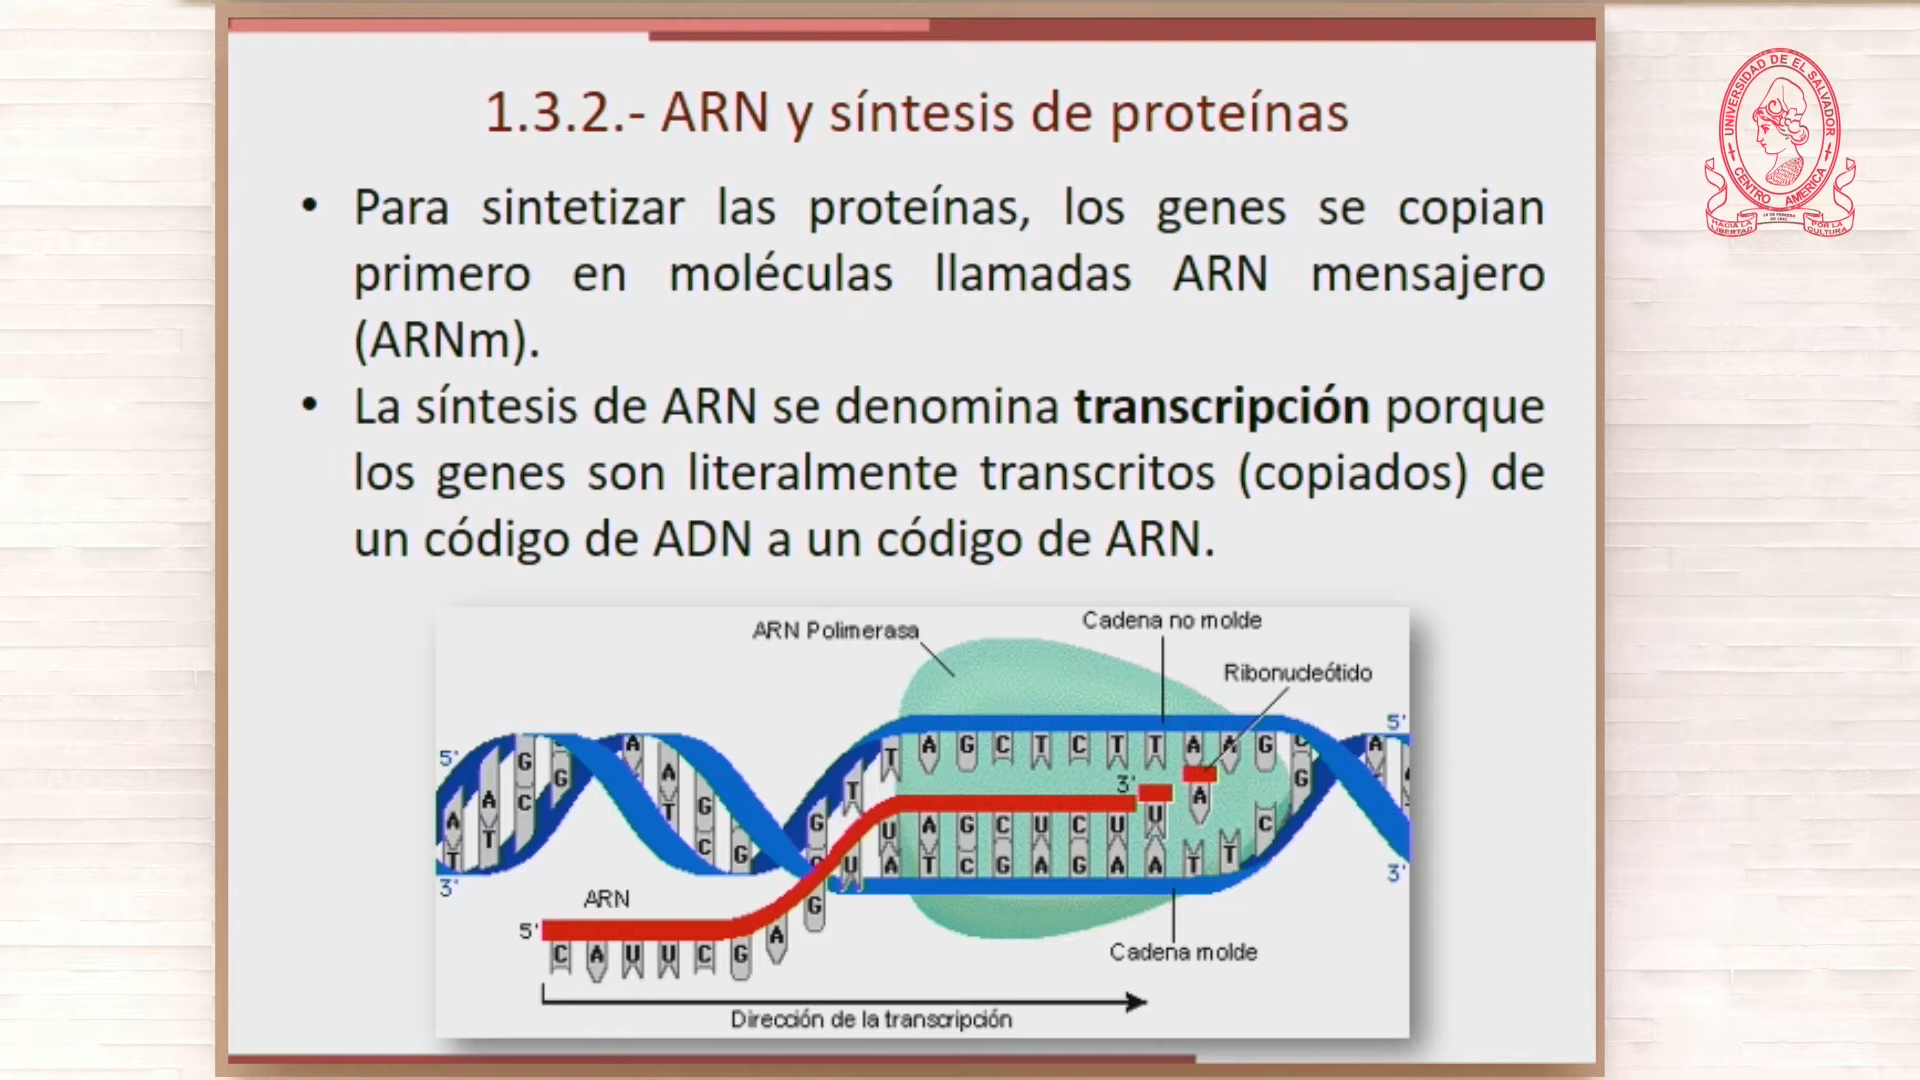 1.3.2.- ARN y síntesis de proteínas
UNIVERSIDAD DE EL SALVADOR
CENTRO AMERICA
HACIA LA LIBERTAD
POR LA CULTURA
• Para sintetizar las proteínas, los genes se copian
primero en moléculas llamadas ARN mensajero
(ARNm).
• La síntesis de ARN se denomina transcripción porque
los genes son literalmente transcritos (copiados) de
un código de ADN a un código de ARN.
Cadena no molde
ARN Polimerasa
Ribonucleótido
5'
5'
T A G C T C T T A A G
3'
U A G C U C U U A
A T C G A G A A T T C
3'
3'
ARN
5'
C A U U C G A G U
Cadena molde
Dirección de la transcripción